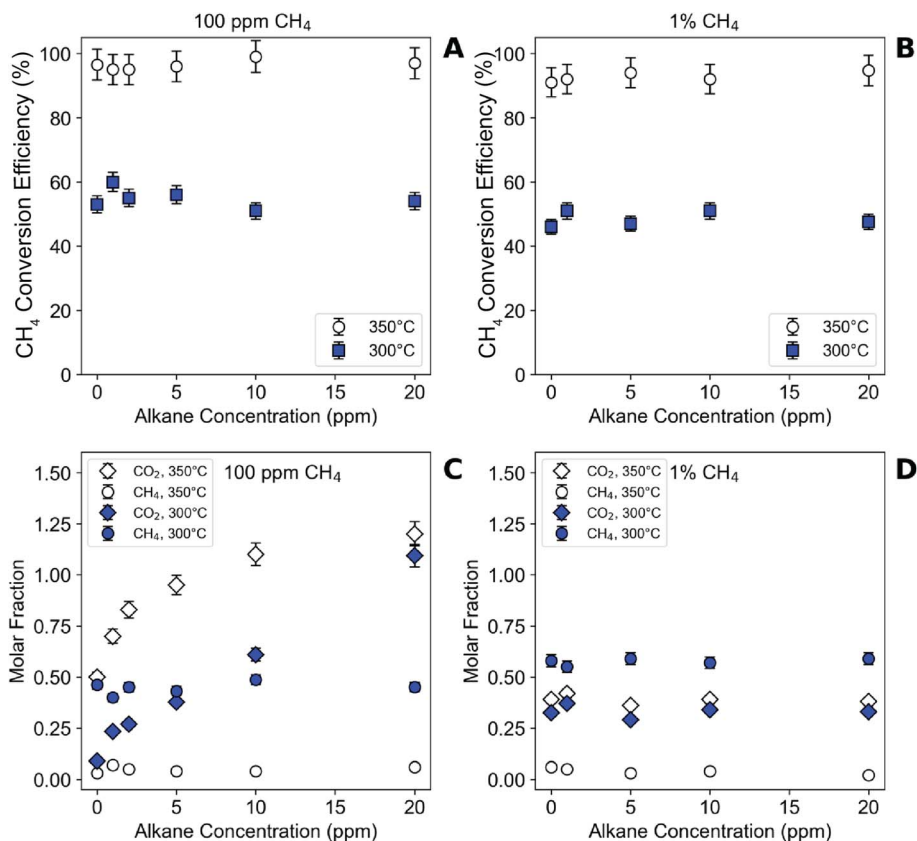 100 ppm CH₄
A
CH₄ Conversion Efficiency (%)
100
80
60
40
20
0
350°C
300°C
0 5 10 15 20
Alkane Concentration (ppm)
1% CH₄
B
CH₄ Conversion Efficiency (%)
100
80
60
40
20
0
350°C
300°C
0 5 10 15 20
Alkane Concentration (ppm)
100 ppm CH₄
C
Molar Fraction
1.50
1.25
1.00
0.75
0.50
0.25
0.00
CO₂, 350°C
CH₄, 350°C
CO₂, 300°C
CH₄, 300°C
0 5 10 15 20
Alkane Concentration (ppm)
1% CH₄
D
Molar Fraction
1.50
1.25
1.00
0.75
0.50
0.25
0.00
CO₂, 350°C
CH₄, 350°C
CO₂, 300°C
CH₄, 300°C
0 5 10 15 20
Alkane Concentration (ppm)